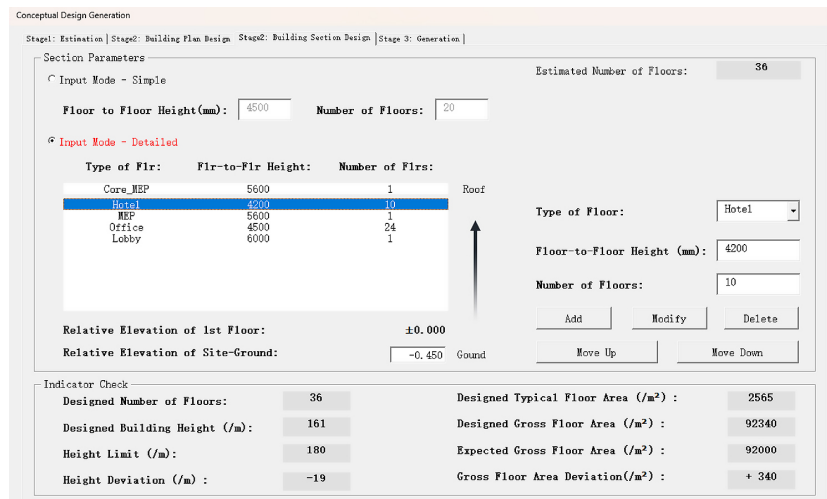 Conceptual Design Generation
Stage1: Estimation | Stage2: Building Plan Design Stage2: Building Section Design | Stage 3: Generation |
Section Parameters
Input Mode - Simple
Estimated Number of Floors: 36
Floor to Floor Height(mm): 4500 Number of Floors: 20
Input Mode - Detailed
Type of Flr: Flr-to-Flr Height: Number of Flrs:
Core_MEP 5600 1 Roof
Hotel 4200 10
MEP 5600 1
Office 4500 24
Lobby 6000 1
Type of Floor: Hotel
Floor-to-Floor Height (mm): 4200
Number of Floors: 10
Add Modify Delete
Relative Elevation of 1st Floor: ±0.000
Relative Elevation of Site-Ground: -0.450 Gound
Move Up Move Down
Indicator Check
Designed Number of Floors: 36 Designed Typical Floor Area (/m²) : 2565
Designed Building Height (/m): 161 Designed Gross Floor Area (/m²) : 92340
Height Limit (/m): 180 Expected Gross Floor Area (/m²) : 92000
Height Deviation (/m) : -19 Gross Floor Area Deviation(/m²) : + 340